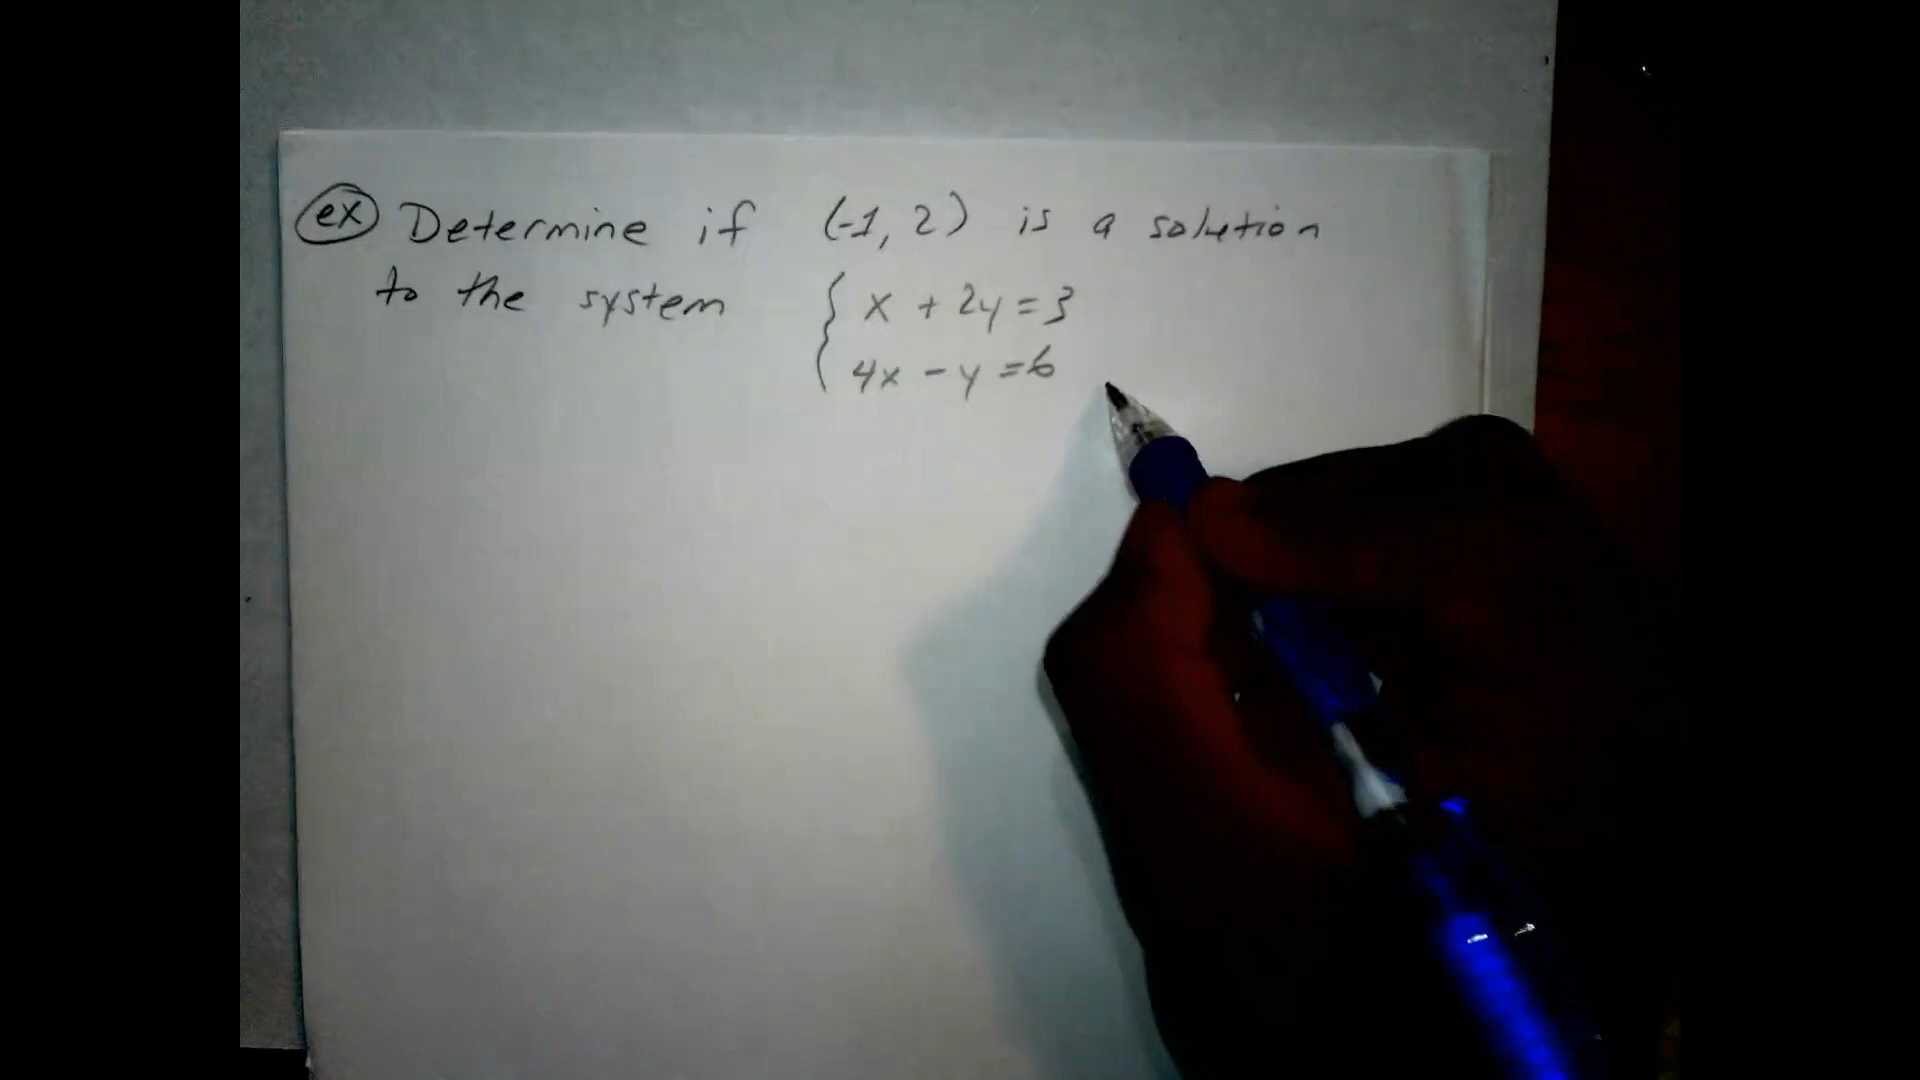 ex Determine if (-1, 2) is a solution
to the system { x + 2y = 3
4x - y = 6